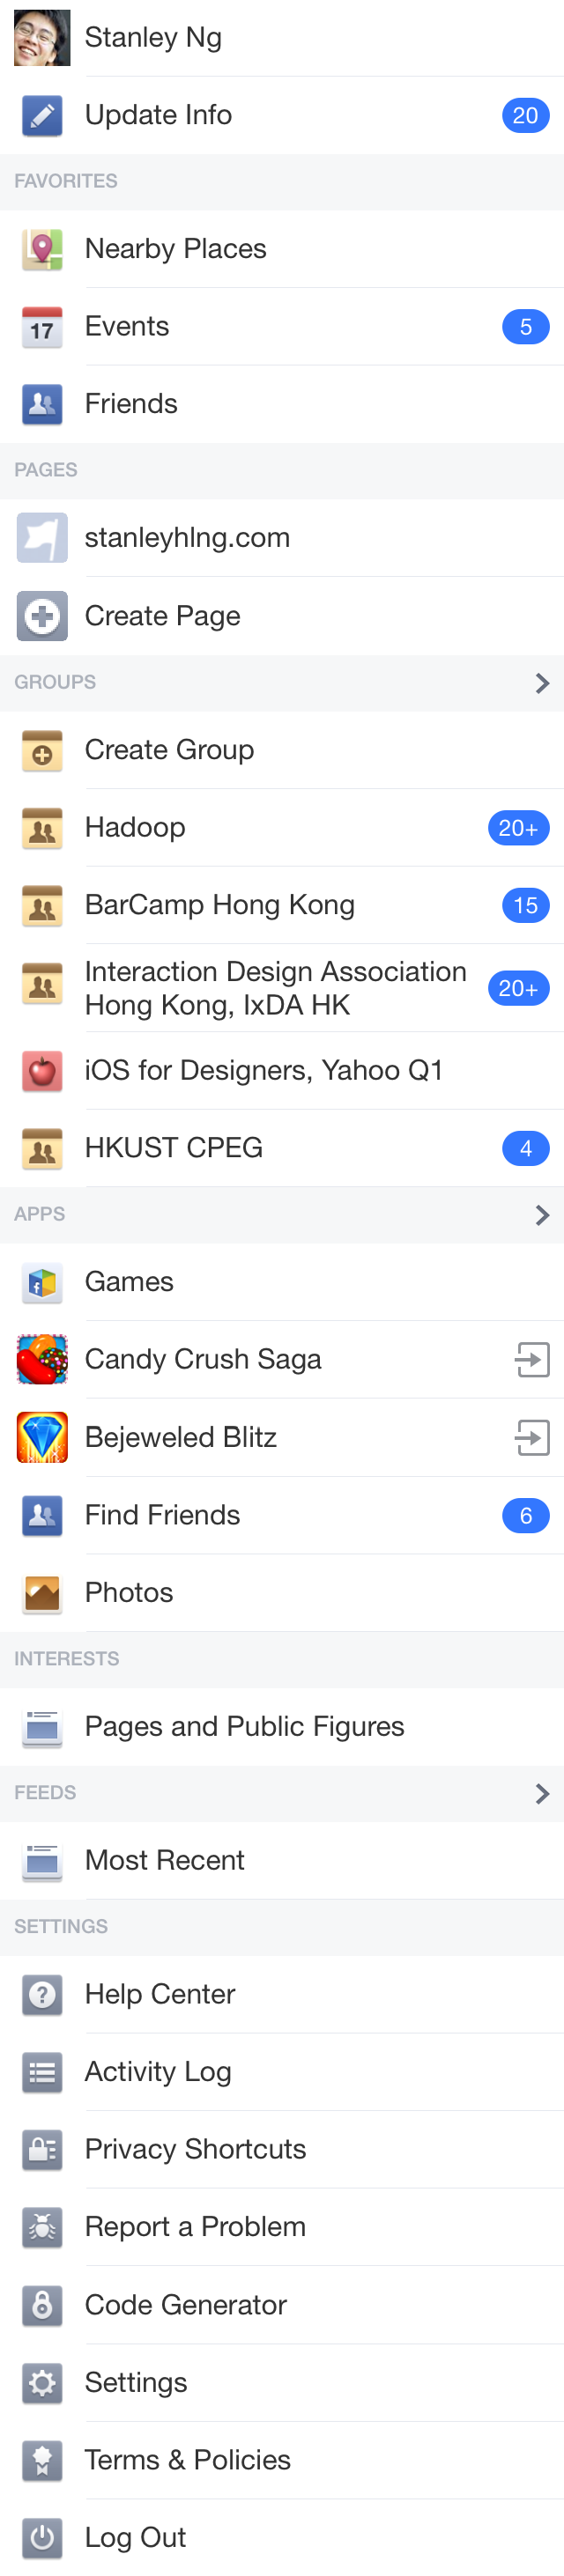 Stanley Ng
Update Info 20
FAVORITES
Nearby Places
17 Events 5
Friends
PAGES
stanleyhlng.com
Create Page
GROUPS
Create Group
Hadoop 20+
BarCamp Hong Kong 15
Interaction Design Association
Hong Kong, IxDA HK 20+
iOS for Designers, Yahoo Q1
HKUST CPEG 4
APPS
Games
Candy Crush Saga
Bejeweled Blitz
Find Friends 6
Photos
INTERESTS
Pages and Public Figures
FEEDS
Most Recent
SETTINGS
Help Center
Activity Log
Privacy Shortcuts
Report a Problem
Code Generator
Settings
Terms & Policies
Log Out